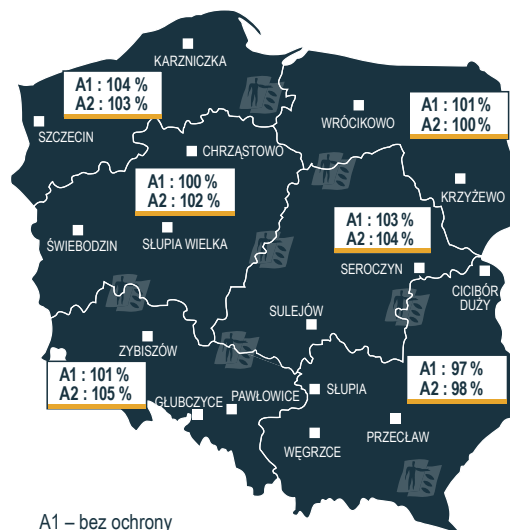 KARZNICZKA
A1 : 104 %
A2 : 103 %
SZCZECIN
WRÓCIKOWO
A1 : 101 %
A2 : 100 %
CHRZĄSTOWO
KRZYŻEWO
A1 : 100 %
A2 : 102 %
ŚWIEBODZIN
SŁUPIA WIELKA
A1 : 103 %
A2 : 104 %
SEROCZYN
CICIBÓR
DUŻY
SULEJÓW
ZYBISZÓW
A1 : 101 %
A2 : 105 %
GŁUBCZYCE
PAWŁOWICE
SŁUPIA
A1 : 97 %
A2 : 98 %
WĘGRZCE
PRZECŁAW
A1 – bez ochrony